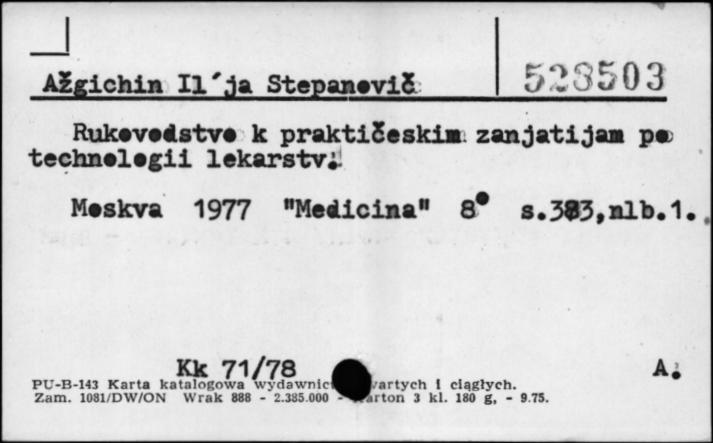 528503
Ažgichin Il´ja Stepanovič
Rukovodstvo k praktičeskim zanjatijam po
technologii lekarstv.
Moskva 1977 "Medicina" 8° s.383,nlb.1.
Kk 71/78 A.
PU-B-143 Karta katalogowa wydawnic artych i ciągłych.
Zam. 1081/DW/ON Wrak 888 - 2.385.000 - arton 3 kl. 180 g, - 9.75.